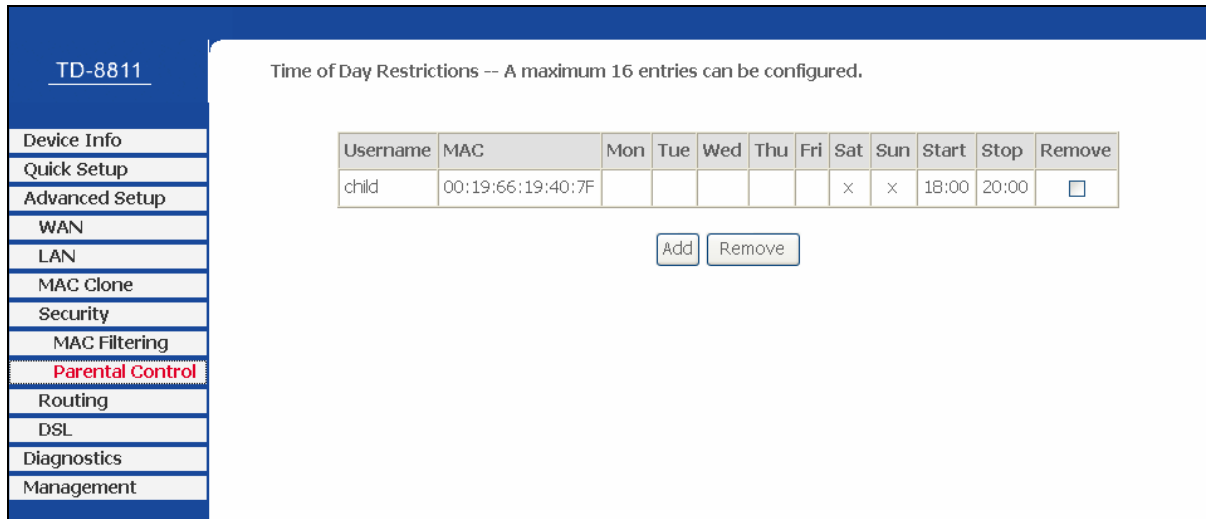 TD-8811
Time of Day Restrictions -- A maximum 16 entries can be configured.
Device Info
Quick Setup
Advanced Setup
WAN
LAN
MAC Clone
Security
MAC Filtering
Parental Control
Routing
DSL
Diagnostics
Management
Username MAC Mon Tue Wed Thu Fri Sat Sun Start Stop Remove
child 00:19:66:19:40:7F x x 18:00 20:00
Add Remove